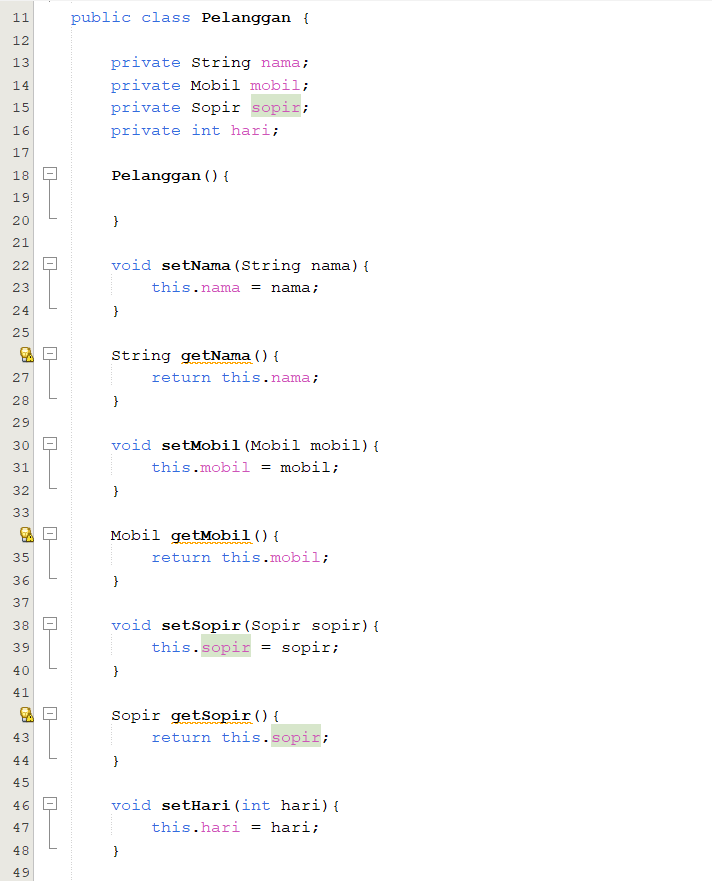 11 public class Pelanggan {
12
13 private String nama;
14 private Mobil mobil;
15 private Sopir sopir;
16 private int hari;
17
18 Pelanggan(){
19
20 }
21
22 void setNama(String nama){
23 this.nama = nama;
24 }
25
String getNama(){
27 return this.nama;
28 }
29
30 void setMobil(Mobil mobil){
31 this.mobil = mobil;
32 }
33
Mobil getMobil(){
35 return this.mobil;
36 }
37
38 void setSopir(Sopir sopir){
39 this.sopir = sopir;
40 }
41
Sopir getSopir(){
43 return this.sopir;
44 }
45
46 void setHari(int hari){
47 this.hari = hari;
48 }
49